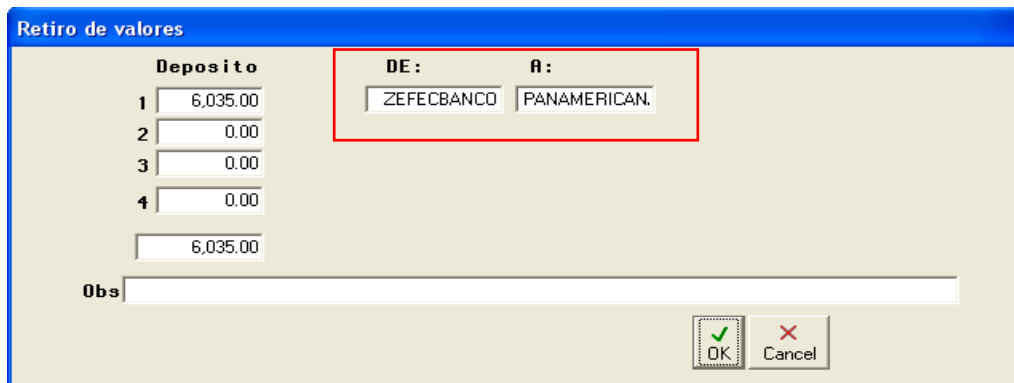 Retiro de valores
Deposito DE: A:
1 6,035.00 ZEFECBANCO PANAMERICAN.
2 0.00
3 0.00
4 0.00
6,035.00
Obs
OK Cancel